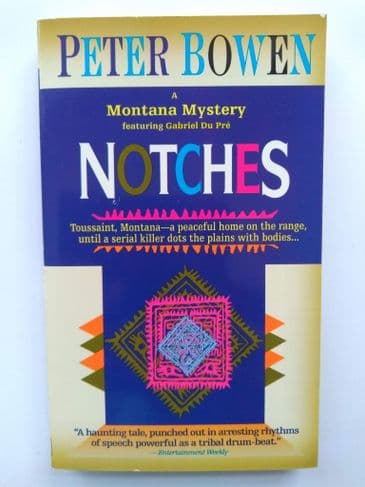 PETER BOWEN
A
Montana Mystery
featuring Gabriel Du Pré
NOTCHES
Toussaint, Montana—a peaceful home on the range,
until a serial killer dots the plains with bodies...
“A haunting tale, punched out in arresting rhythms
of speech powerful as a tribal drum-beat.”
—Entertainment Weekly